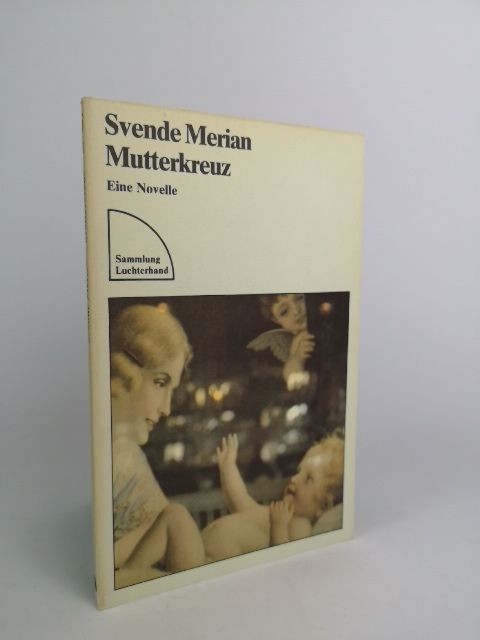 Svende Merian
Mutterkreuz
Eine Novelle
Sammlung
Luchterhand